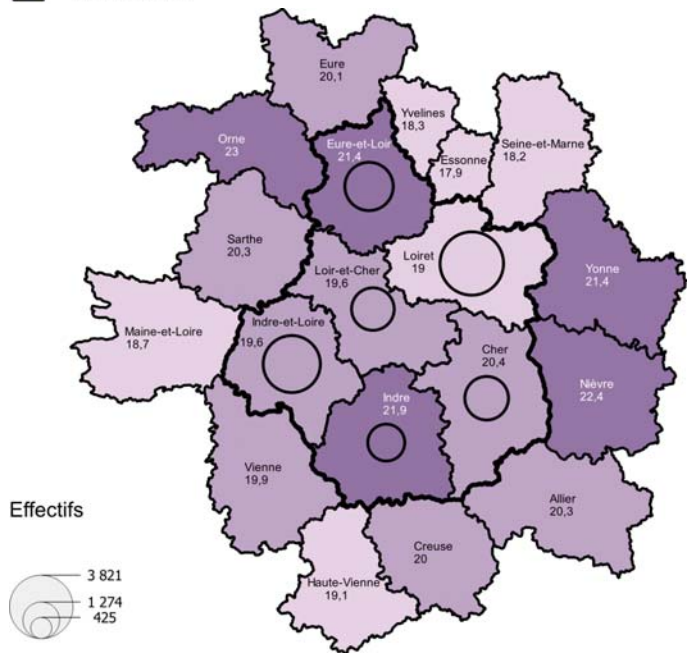 Eure
20,1
Yvelines
18,3
Seine-et-Marne
18,2
Orne
23
Eure-et-Loir
21,4
Essonne
17,9
Sarthe
20,3
Loiret
19
Loir-et-Cher
19,6
Yonne
21,4
Maine-et-Loire
18,7
Indre-et-Loire
19,6
Cher
20,4
Nièvre
22,4
Indre
21,9
Vienne
19,9
Allier
20,3
Creuse
20
Haute-Vienne
19,1
Effectifs
3 821
1 274
425